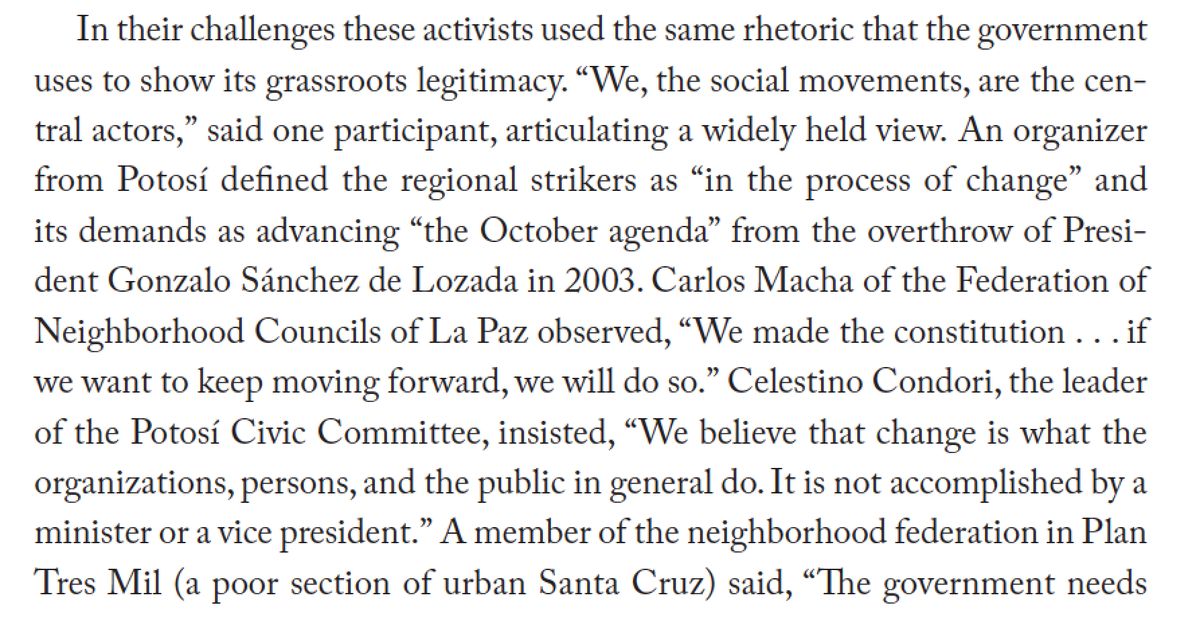 In their challenges these activists used the same rhetoric that the government
uses to show its grassroots legitimacy. “We, the social movements, are the cen-
tral actors,” said one participant, articulating a widely held view. An organizer
from Potosí defined the regional strikers as “in the process of change” and
its demands as advancing “the October agenda” from the overthrow of Presi-
dent Gonzalo Sánchez de Lozada in 2003. Carlos Macha of the Federation of
Neighborhood Councils of La Paz observed, “We made the constitution . . . if
we want to keep moving forward, we will do so.” Celestino Condori, the leader
of the Potosí Civic Committee, insisted, “We believe that change is what the
organizations, persons, and the public in general do. It is not accomplished by a
minister or a vice president.” A member of the neighborhood federation in Plan
Tres Mil (a poor section of urban Santa Cruz) said, “The government needs